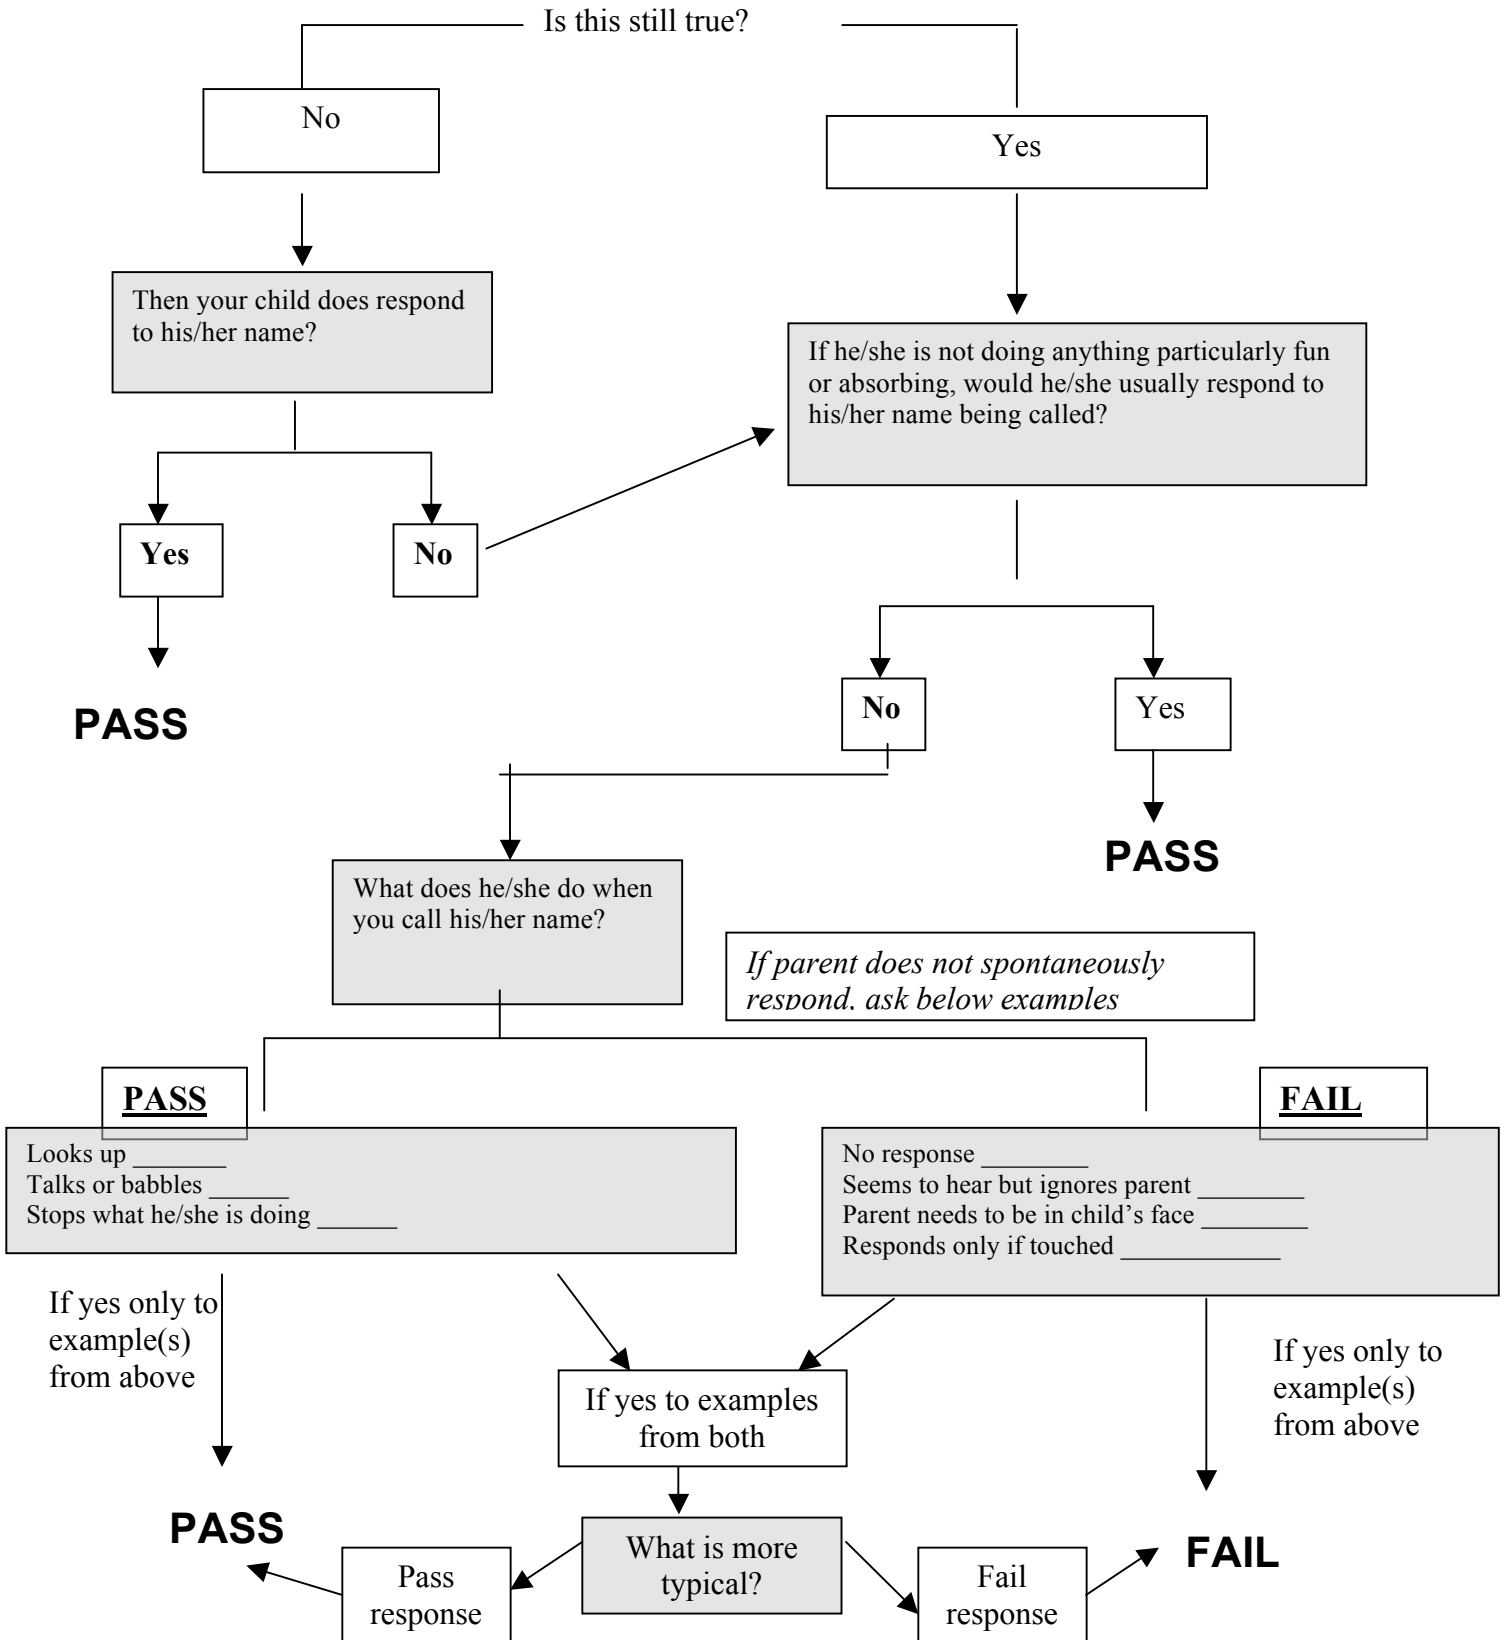 Is this still true?
No
Yes
Then your child does respond
to his/her name?
If he/she is not doing anything particularly fun
or absorbing, would he/she usually respond to
his/her name being called?
Yes
No
PASS
No
Yes
PASS
What does he/she do when
you call his/her name?
If parent does not spontaneously
respond, ask below examples
PASS
FAIL
Looks up _______
Talks or babbles ______
Stops what he/she is doing ______
No response ________
Seems to hear but ignores parent ________
Parent needs to be in child’s face ________
Responds only if touched ____________
If yes only to
example(s)
from above
If yes to examples
from both
If yes only to
example(s)
from above
PASS
What is more
typical?
FAIL
Pass
response
Fail
response